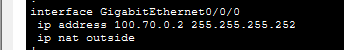 interface GigabitEthernet0/0/0
 ip address 100.70.0.2 255.255.255.252
 ip nat outside